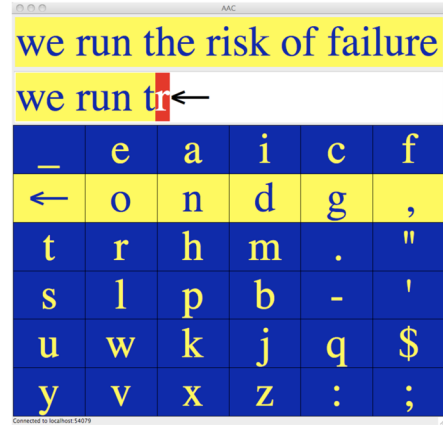 AAC
we run the risk of failure
we run tr←
_ e a i c f
← o n d g ,
t r h m . "
s l p b - '
u w k j q $
y v x z : ;
Connected to localhost:54079